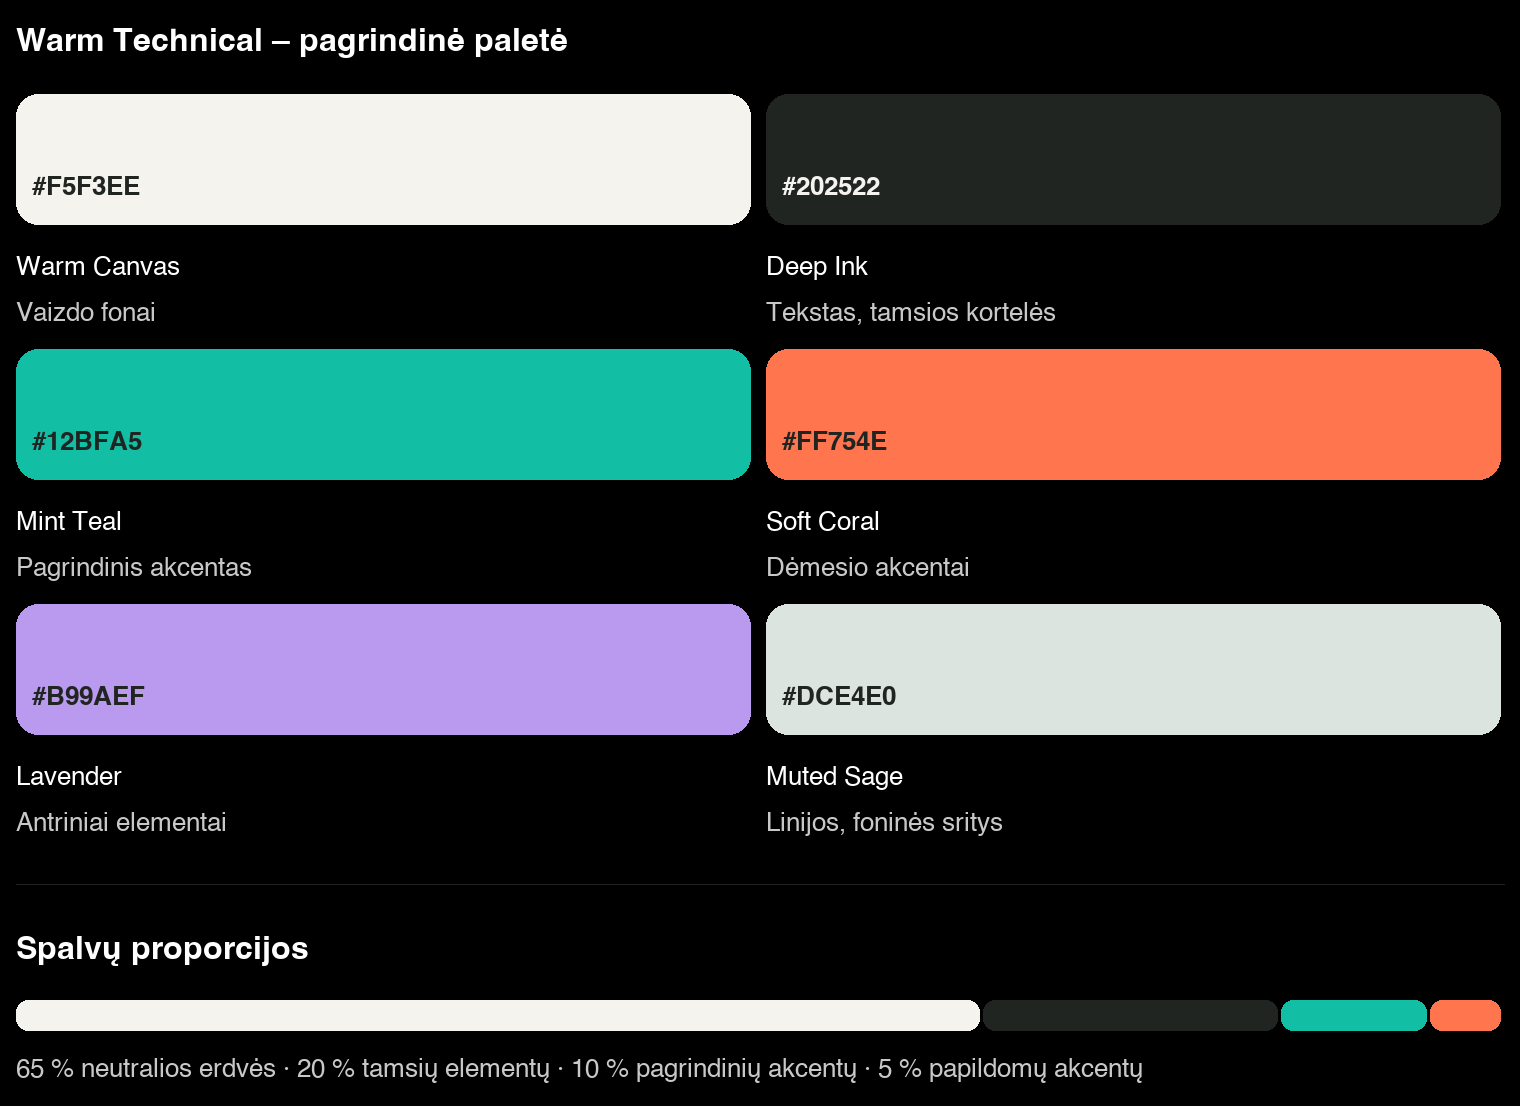 Warm Technical – pagrindinė paletė
#F5F3EE
#202522
Warm Canvas
Deep Ink
Vaizdo fonai
Tekstas, tamsios kortelės
#12BFA5
#FF754E
Mint Teal
Soft Coral
Pagrindinis akcentas
Dėmesio akcentai
#B99AEF
#DCE4E0
Lavender
Muted Sage
Antriniai elementai
Linijos, foninės sritys
Spalvų proporcijos
65 % neutralios erdvės · 20 % tamsių elementų · 10 % pagrindinių akcentų · 5 % papildomų akcentų